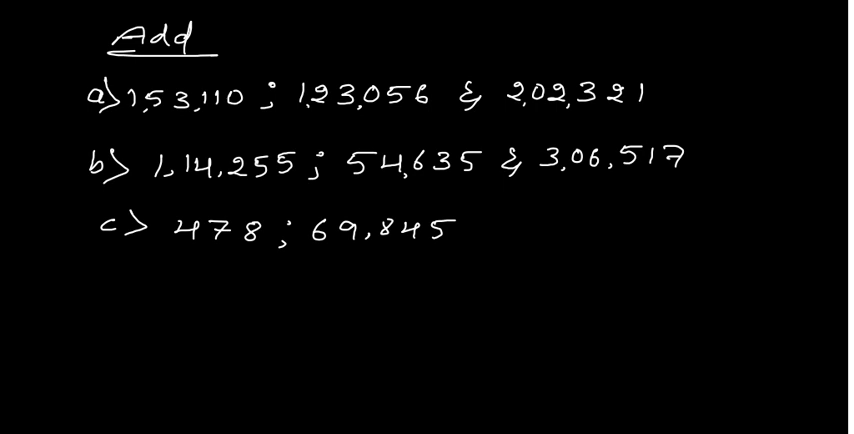 Add
a) 1,53,110 ; 1,23,056 & 2,02,321
b) 1,14,255 ; 54,635 & 3,06,517
c) 478 ; 69,845